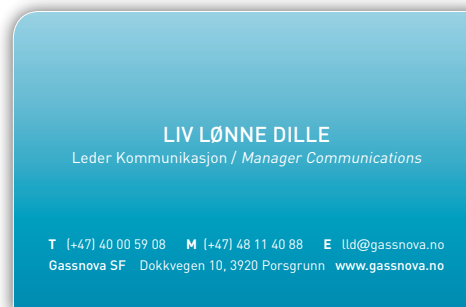 LIV LØNNE DILLE
Leder Kommunikasjon / Manager Communications
T (+47) 40 00 59 08 M (+47) 48 11 40 88 E lld@gassnova.no
Gassnova SF Dokkvegen 10, 3920 Porsgrunn www.gassnova.no